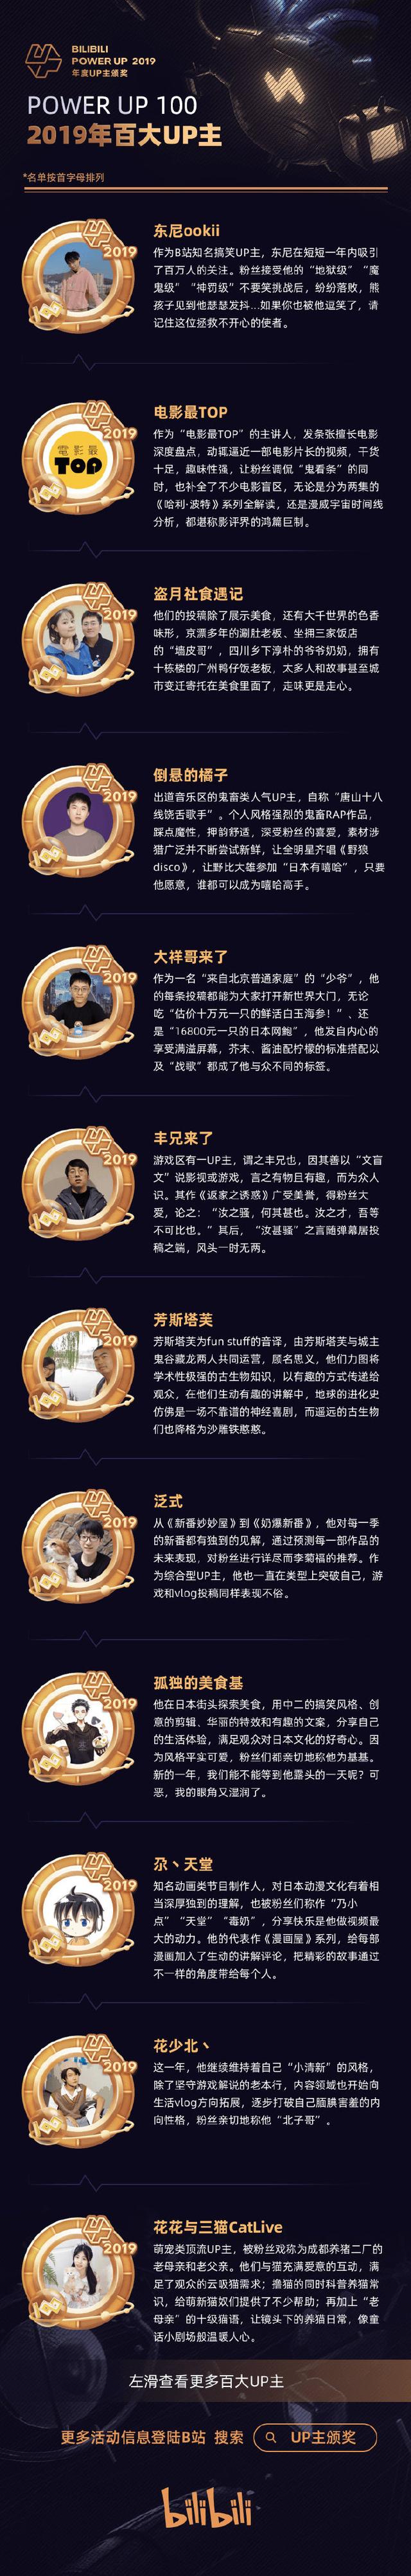 BILIBILI
POWER UP 2019
年度UP主颁奖
POWER UP 100
2019年百大UP主
*名单按首字母排列
2019
东尼ookii
作为B站知名搞笑UP主，东尼在短短一年内吸引
了百万人的关注。粉丝接受他的“地狱级”“魔
鬼级”“神罚级”不要笑挑战后，纷纷落败，熊
孩子见到他瑟瑟发抖...如果你也被他逗笑了，请
记住这位拯救不开心的使者。
2019
電影最
TOP
电影最TOP
作为“电影最TOP”的主讲人，发条张擅长电影
深度盘点，动辄逼近一部电影片长的视频，干货
十足，趣味性强，让粉丝调侃“鬼看条”的同
时，也补全了不少电影盲区，无论是分为两集的
《哈利·波特》系列全解读，还是漫威宇宙时间线
分析，都堪称影评界的鸿篇巨制。
2019
盗月社食遇记
他们的投稿除了展示美食，还有大千世界的色香
味形，京漂多年的涮肚老板、坐拥三家饭店
的“墙皮哥”，四川乡下淳朴的爷爷奶奶，拥有
十栋楼的广州鸭仔饭老板，太多人和故事甚至城
市变迁寄托在美食里面了，走味更是走心。
2019
倒悬的橘子
出道音乐区的鬼畜类人气UP主，自称“唐山十八
线饶舌歌手”。个人风格强烈的鬼畜RAP作品，
踩点魔性，押韵舒适，深受粉丝的喜爱，素材涉
猎广泛并不断尝试新鲜，让全明星齐唱《野狼
disco》，让野比大雄参加“日本有嘻哈”，只要
他愿意，谁都可以成为嘻哈高手。
2019
大祥哥来了
作为一名“来自北京普通家庭”的“少爷”，他
的每条投稿都能为大家打开新世界大门，无论
吃“估价十万元一只的鲜活白玉海参！”、还
是“16800元一只的日本网鲍”，他发自内心的
享受满溢屏幕，芥末、酱油配柠檬的标准搭配以
及“战歌”都成了他与众不同的标签。
2019
丰兄来了
游戏区有一UP主，谓之丰兄也，因其善以“文盲
文”说影视或游戏，言之有物且有趣，而为众人
识。其作《返家之诱惑》广受美誉，得粉丝大
爱，论之：“汝之骚，何其甚也。汝之才，吾等
不可比也。”其后，“汝甚骚”之言随弹幕居投
稿之端，风头一时无两。
2019
芳斯塔芙
芳斯塔芙为fun stuff的音译，由芳斯塔芙与城主
鬼谷藏龙两人共同运营，顾名思义，他们力图将
学术性极强的古生物知识，以有趣的方式传递给
观众，在他们生动有趣的讲解中，地球的进化史
仿佛是一场不靠谱的神经喜剧，而遥远的古生物
们也降格为沙雕铁憨憨。
2019
泛式
从《新番妙妙屋》到《奶爆新番》，他对每一季
的新番都有独到的见解，通过预测每一部作品的
未来表现，对粉丝进行详尽而李菊福的推荐。作
为综合型UP主，他也一直在类型上突破自己，游
戏和vlog投稿同样表现不俗。
2019
孤独的美食基
他在日本街头探索美食，用中二的搞笑风格、创
意的剪辑、华丽的特效和有趣的文案，分享自己
的生活体验，满足观众对日本文化的好奇心。因
为风格平实可爱，粉丝们都亲切地称他为基基。
新的一年，我们能不能等到他露头的一天呢？可
恶，我的眼角又湿润了。
2019
尕丶天堂
知名动画类节目制作人，对日本动漫文化有着相
当深厚独到的理解，也被粉丝们称作“乃小
点”“天堂”“毒奶”，分享快乐是他做视频最
大的动力。他的代表作《漫画屋》系列，给每部
漫画加入了生动的讲解评论，把精彩的故事通过
不一样的角度带给每个人。
2019
花少北丶
这一年，他继续维持着自己“小清新”的风格，
除了坚守游戏解说的老本行，内容领域也开始向
生活vlog方向拓展，逐步打破自己腼腆害羞的内
向性格，粉丝亲切地称他“北子哥”。
2019
花花与三猫CatLive
萌宠类顶流UP主，被粉丝戏称为成都养猪二厂的
老母亲和老父亲。他们与猫充满爱意的互动，满
足了观众的云吸猫需求；撸猫的同时科普养猫常
识，给萌新猫奴们提供了不少帮助；再加上“老
母亲”的十级猫语，让镜头下的养猫日常，像童
话小剧场般温暖人心。
左滑查看更多百大UP主
更多活动信息登陆B站 搜索 UP主颁奖
bilibili